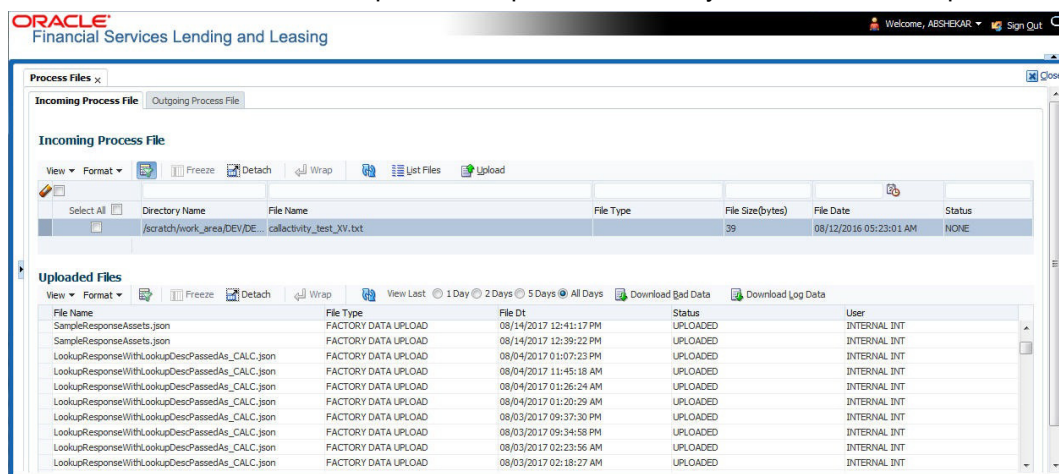 ORACLE
Welcome, ABSHEKAR Sign Out
Financial Services Lending and Leasing
Process Files x
Close
Incoming Process File Outgoing Process File
Incoming Process File
View Format Freeze Detach Wrap List Files Upload
Select All Directory Name File Name File Type File Size(bytes) File Date Status
/scratch/work_area/DEV/DE... callactivity_test_XV.txt 39 08/12/2016 05:23:01 AM NONE
Uploaded Files
View Format Freeze Detach Wrap View Last 1 Day 2 Days 5 Days All Days Download Bad Data Download Log Data
File Name File Type File Dt Status User
SampleResponseAssets.json FACTORY DATA UPLOAD 08/14/2017 12:41:17 PM UPLOADED INTERNAL INT
SampleResponseAssets.json FACTORY DATA UPLOAD 08/14/2017 12:39:22 PM UPLOADED INTERNAL INT
LookupResponseWithLookupDescPassedAs_CALC.json FACTORY DATA UPLOAD 08/04/2017 01:07:23 PM UPLOADED INTERNAL INT
LookupResponseWithLookupDescPassedAs_CALC.json FACTORY DATA UPLOAD 08/04/2017 11:45:18 AM UPLOADED INTERNAL INT
LookupResponseWithLookupDescPassedAs_CALC.json FACTORY DATA UPLOAD 08/04/2017 01:26:24 AM UPLOADED INTERNAL INT
LookupResponseWithLookupDescPassedAs_CALC.json FACTORY DATA UPLOAD 08/04/2017 01:20:29 AM UPLOADED INTERNAL INT
LookupResponseWithLookupDescPassedAs_CALC.json FACTORY DATA UPLOAD 08/03/2017 09:37:30 PM UPLOADED INTERNAL INT
LookupResponseWithLookupDescPassedAs_CALC.json FACTORY DATA UPLOAD 08/03/2017 09:34:58 PM UPLOADED INTERNAL INT
LookupResponseWithLookupDescPassedAs_CALC.json FACTORY DATA UPLOAD 08/03/2017 02:23:56 AM UPLOADED INTERNAL INT
LookupResponseWithLookupDescPassedAs_CALC.json FACTORY DATA UPLOAD 08/03/2017 02:18:27 AM UPLOADED INTERNAL INT